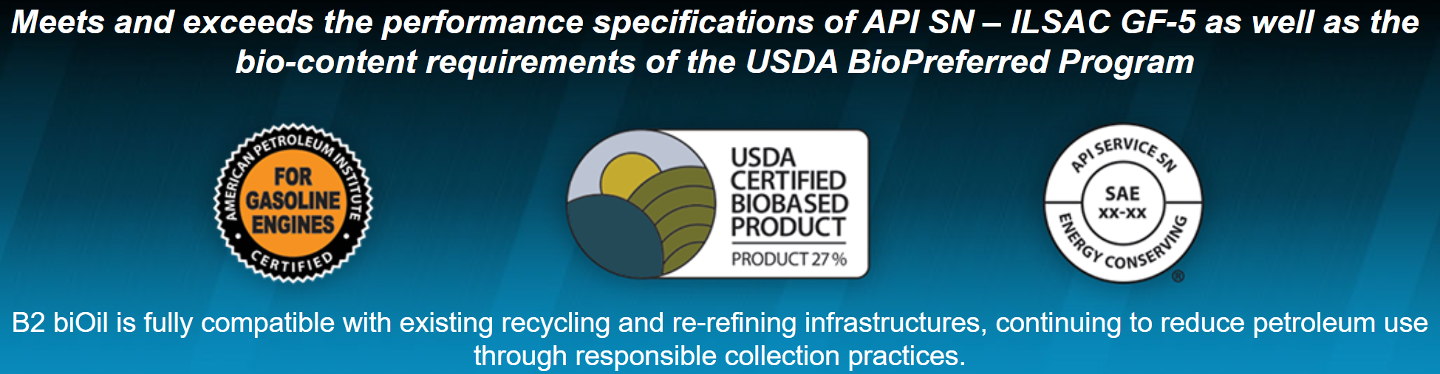 Meets and exceeds the performance specifications of API SN – ILSAC GF-5 as well as the
bio-content requirements of the USDA BioPreferred Program
AMERICAN PETROLEUM INSTITUTE
FOR
GASOLINE
ENGINES
• CERTIFIED •
USDA
CERTIFIED
BIOBASED
PRODUCT
PRODUCT 27%
API SERVICE SN
SAE
xx-xx
ENERGY CONSERVING
®
B2 biOil is fully compatible with existing recycling and re-refining infrastructures, continuing to reduce petroleum use
through responsible collection practices.